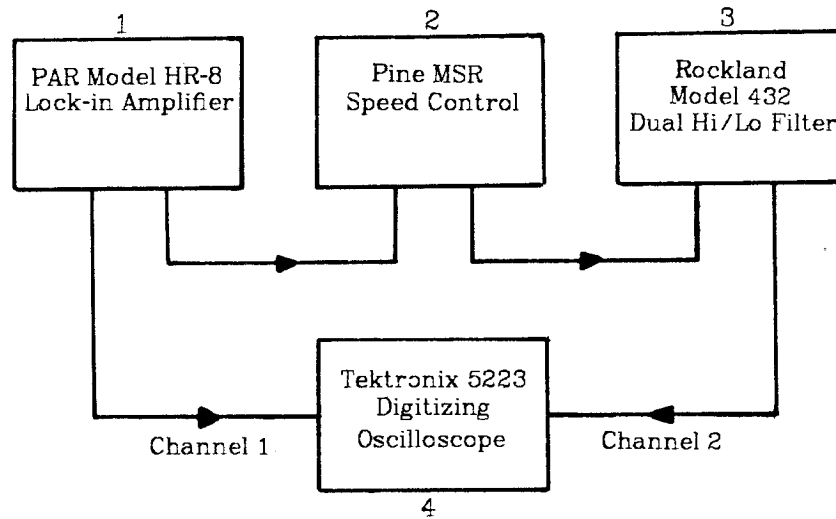 1
PAR Model HR-8
Lock-in Amplifier
2
Pine MSR
Speed Control
3
Rockland
Model 432
Dual Hi/Lo Filter
Tektronix 5223
Digitizing
Oscilloscope
Channel 1
Channel 2
4